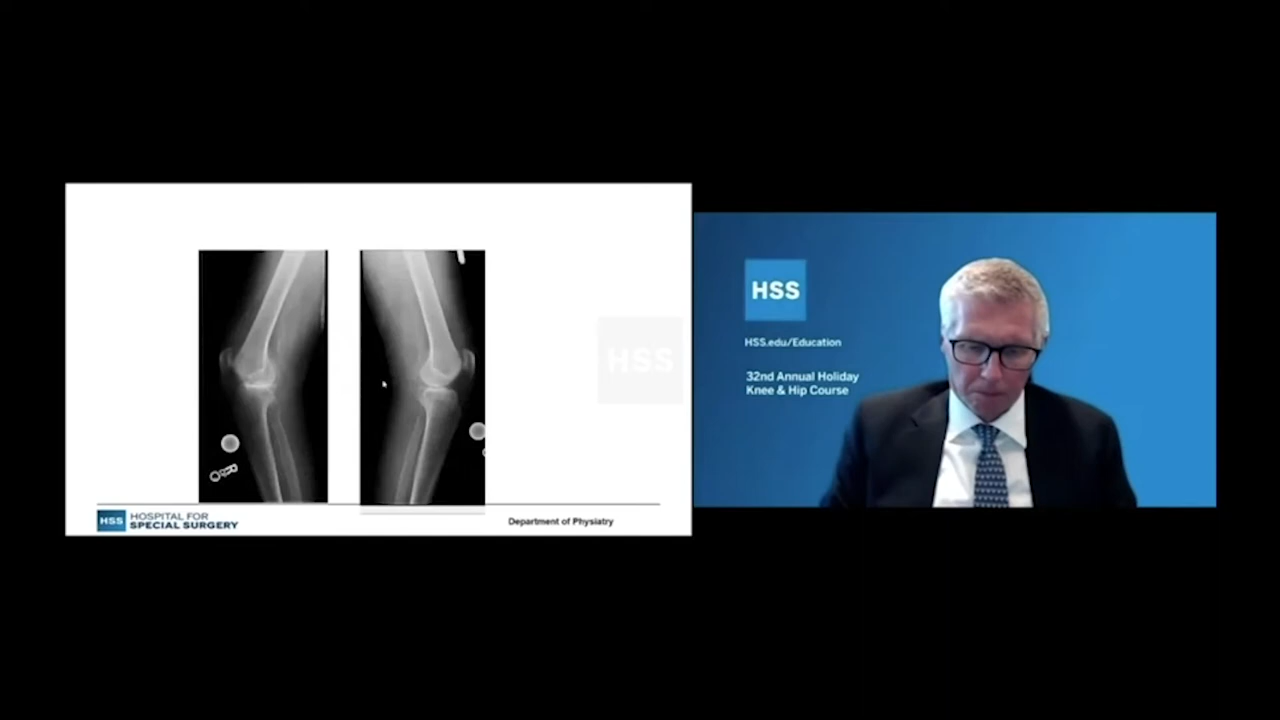 HSS
HSS HOSPITAL FOR
SPECIAL SURGERY
Department of Physiatry
HSS
HSS.edu/Education
32nd Annual Holiday
Knee & Hip Course